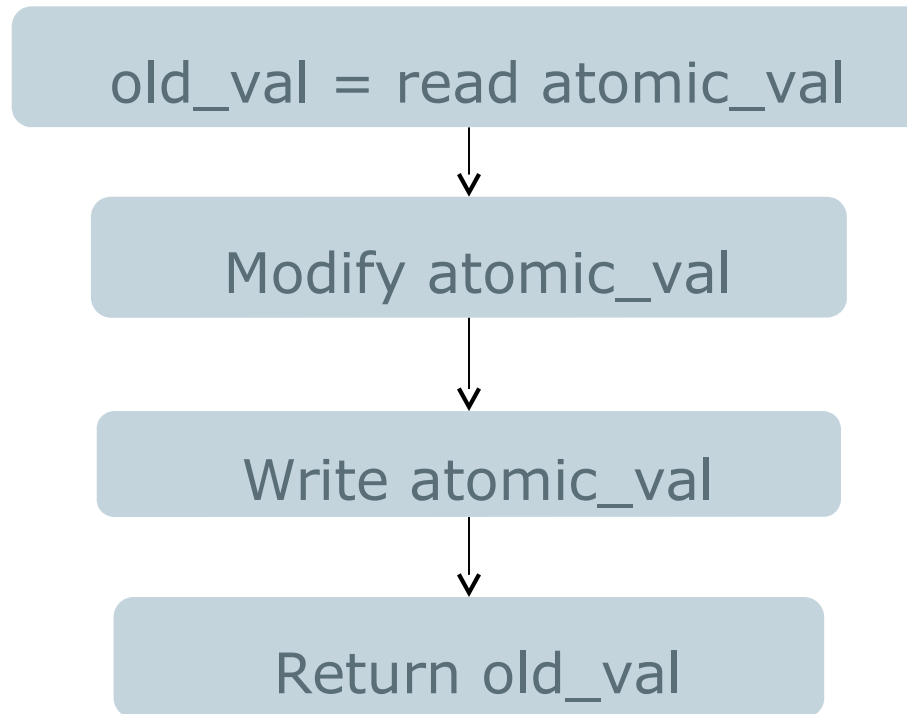 old_val = read atomic_val
Modify atomic_val
Write atomic_val
Return old_val